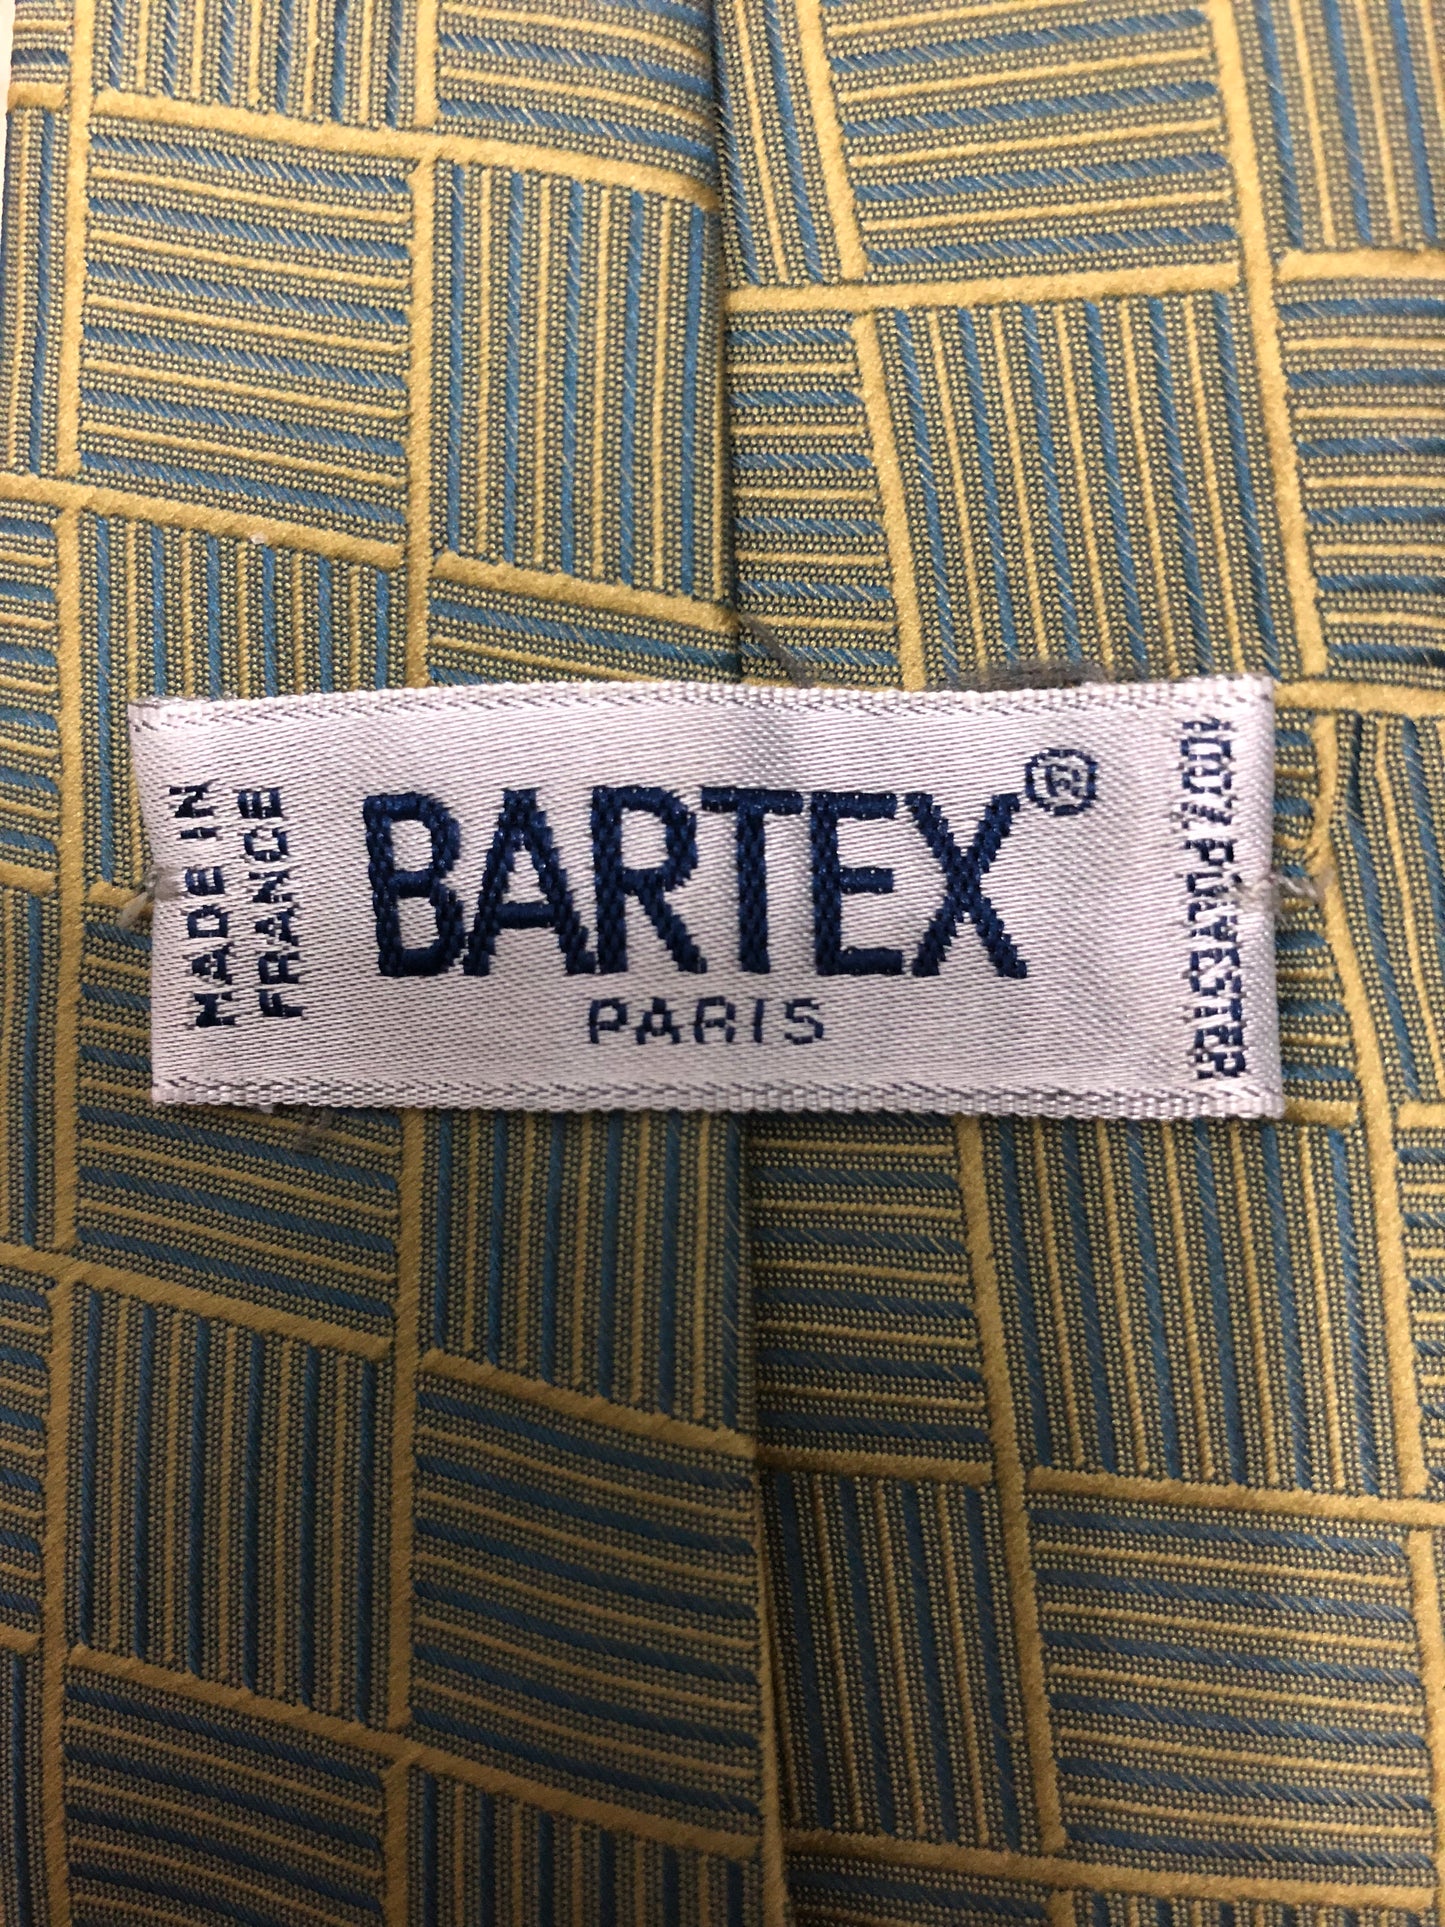 MADE IN
FRANCE
BARTEX®
PARIS
100% POLYESTER